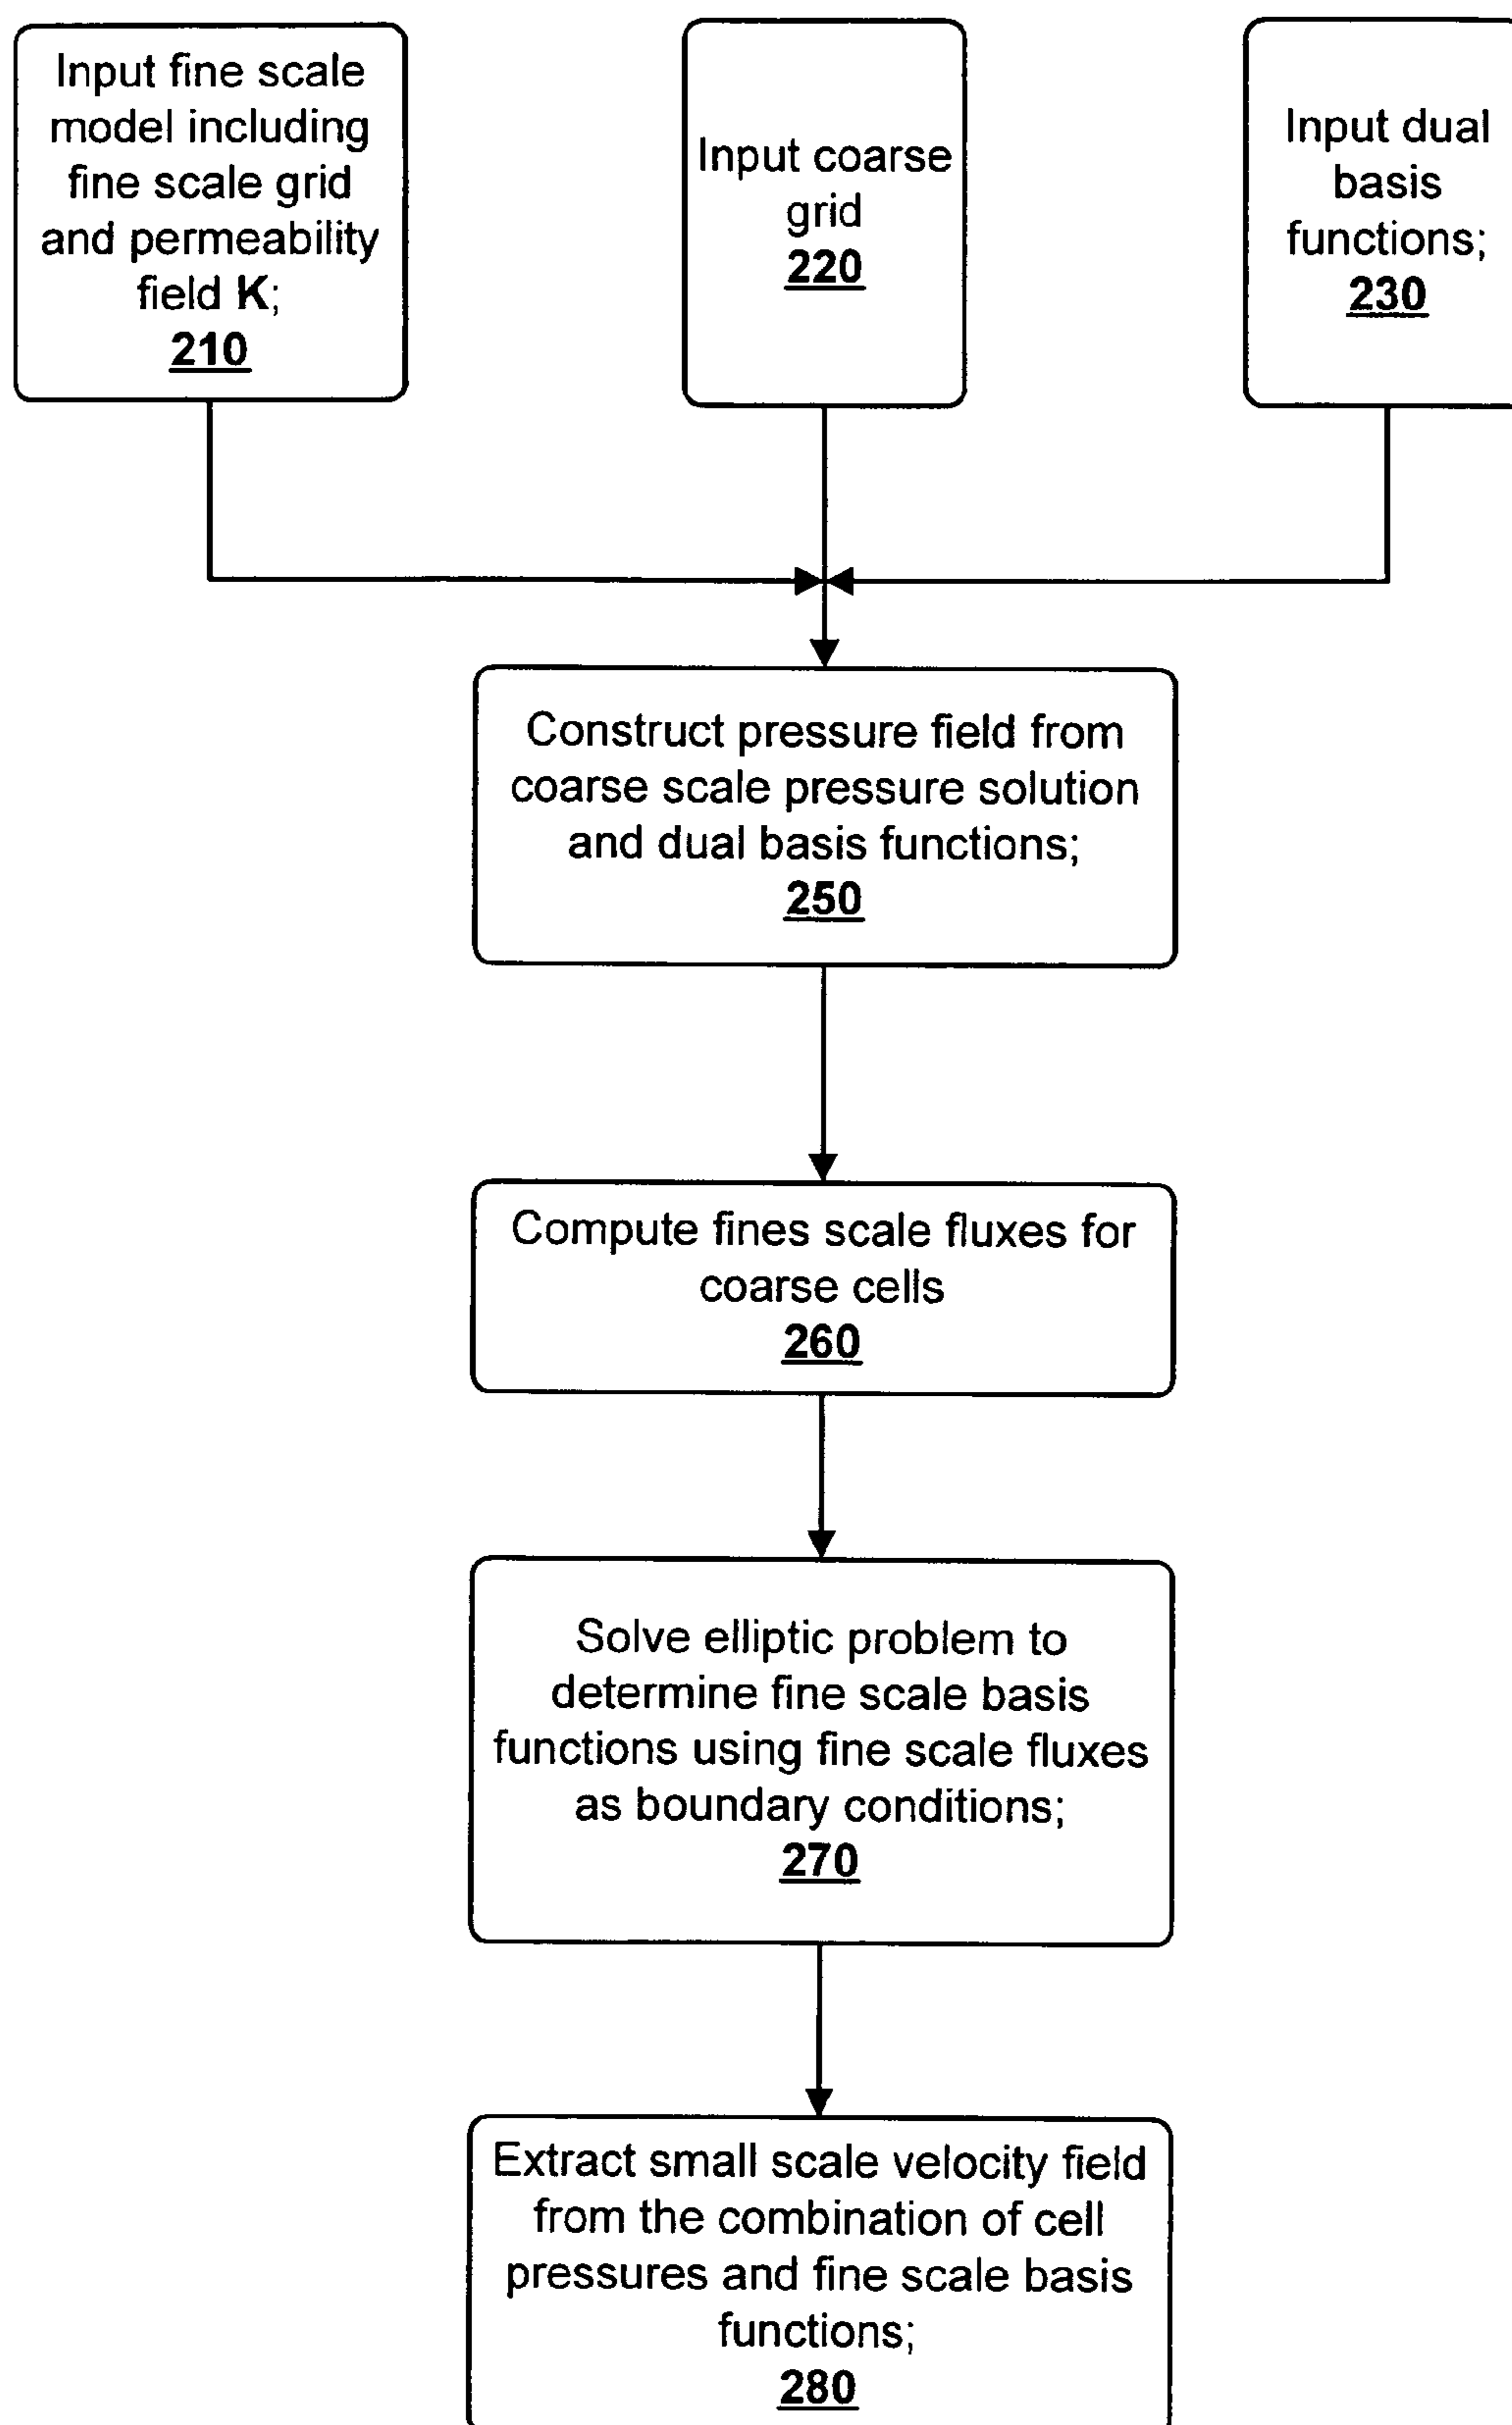 Input fine scale
model including
fine scale grid
and permeability
field K;
210
Input coarse
grid
220
Input dual
basis
functions;
230
Construct pressure field from
coarse scale pressure solution
and dual basis functions;
250
Compute fines scale fluxes for
coarse cells
260
Solve elliptic problem to
determine fine scale basis
functions using fine scale fluxes
as boundary conditions;
270
Extract small scale velocity field
from the combination of cell
pressures and fine scale basis
functions;
280